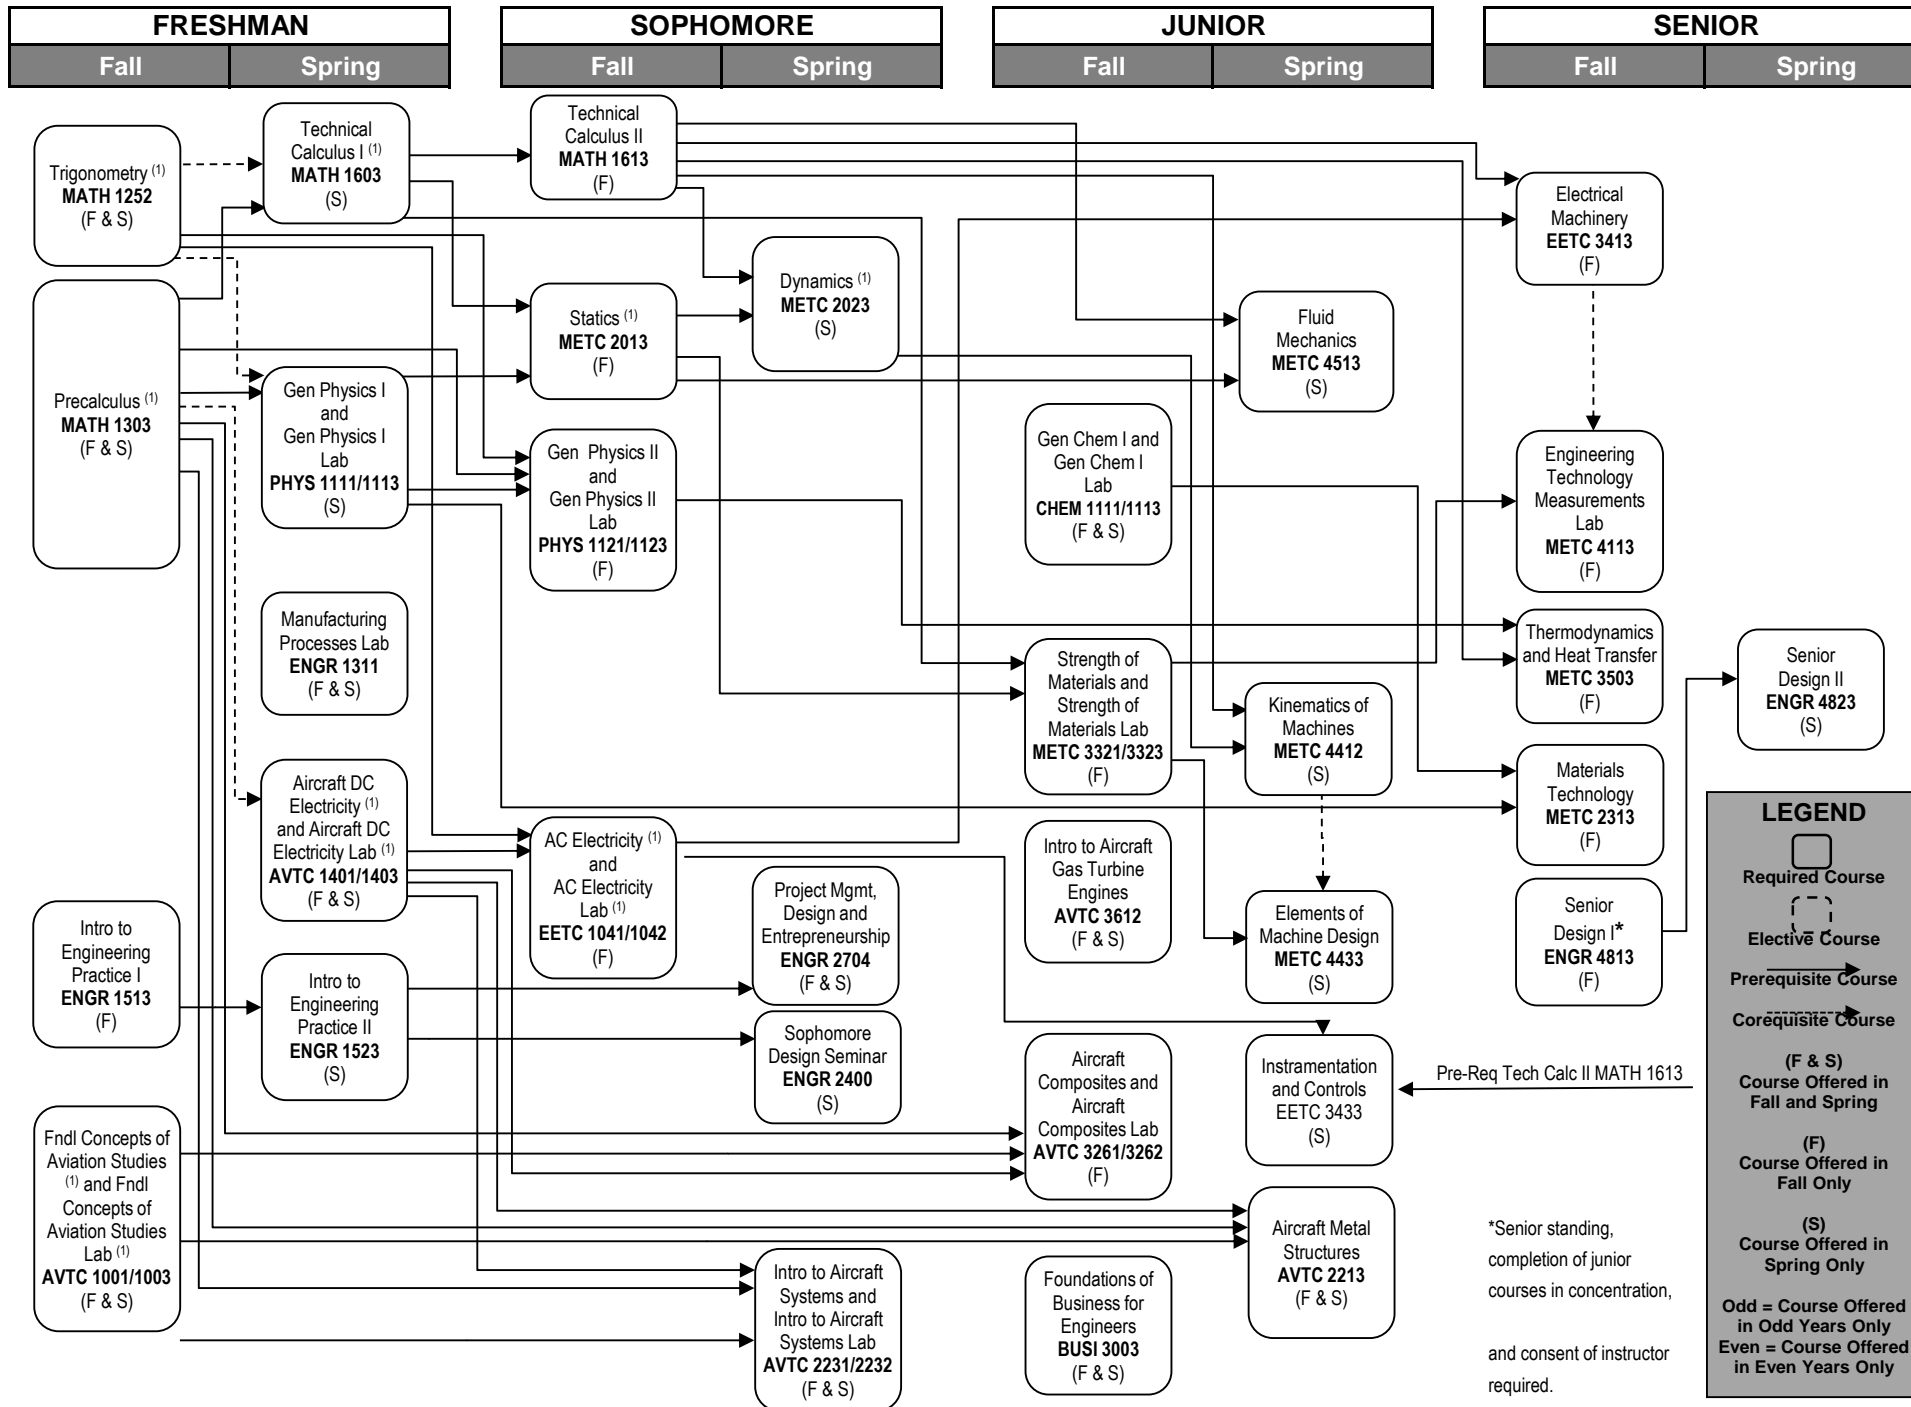 FRESHMAN
Fall
Spring
SOPHOMORE
Fall
Spring
JUNIOR
Fall
Spring
SENIOR
Fall
Spring
Trigonometry (1)
MATH 1252
(F & S)
Precalculus (1)
MATH 1303
(F & S)
Intro to
Engineering
Practice I
ENGR 1513
(F)
Fndl Concepts of
Aviation Studies
(1) and Fndl
Concepts of
Aviation Studies
Lab (1)
AVTC 1001/1003
(F & S)
Technical
Calculus I (1)
MATH 1603
(S)
Gen Physics I
and
Gen Physics I
Lab
PHYS 1111/1113
(S)
Manufacturing
Processes Lab
ENGR 1311
(F & S)
Aircraft DC
Electricity (1)
and Aircraft DC
Electricity Lab (1)
AVTC 1401/1403
(F & S)
Intro to
Engineering
Practice II
ENGR 1523
(S)
Technical
Calculus II
MATH 1613
(F)
Statics (1)
METC 2013
(F)
Gen  Physics II
and
Gen Physics II
Lab
PHYS 1121/1123
(F)
AC Electricity (1)
and
AC Electricity
Lab (1)
EETC 1041/1042
(F)
Dynamics (1)
METC 2023
(S)
Project Mgmt,
Design and
Entrepreneurship
ENGR 2704
(F & S)
Sophomore
Design Seminar
ENGR 2400
(S)
Intro to Aircraft
Systems and
Intro to Aircraft
Systems Lab
AVTC 2231/2232
(F & S)
Gen Chem I and
Gen Chem I
Lab
CHEM 1111/1113
(F & S)
Strength of
Materials and
Strength of
Materials Lab
METC 3321/3323
(F)
Intro to Aircraft
Gas Turbine
Engines
AVTC 3612
(F & S)
Aircraft
Composites and
Aircraft
Composites Lab
AVTC 3261/3262
(F)
Foundations of
Business for
Engineers
BUSI 3003
(F & S)
Fluid
Mechanics
METC 4513
(S)
Kinematics of
Machines
METC 4412
(S)
Elements of
Machine Design
METC 4433
(S)
Instramentation
and Controls
EETC 3433
(S)
Pre-Req Tech Calc II MATH 1613
Aircraft Metal
Structures
AVTC 2213
(F & S)
Electrical
Machinery
EETC 3413
(F)
Engineering
Technology
Measurements
Lab
METC 4113
(F)
Thermodynamics
and Heat Transfer
METC 3503
(F)
Materials
Technology
METC 2313
(F)
Senior
Design I*
ENGR 4813
(F)
Senior
Design II
ENGR 4823
(S)
*Senior standing,
completion of junior
courses in concentration,
and consent of instructor
required.
LEGEND
Required Course
Elective Course
Prerequisite Course
Corequisite Course
(F & S)
Course Offered in
Fall and Spring
(F)
Course Offered in
Fall Only
(S)
Course Offered in
Spring Only
Odd = Course Offered
in Odd Years Only
Even = Course Offered
in Even Years Only